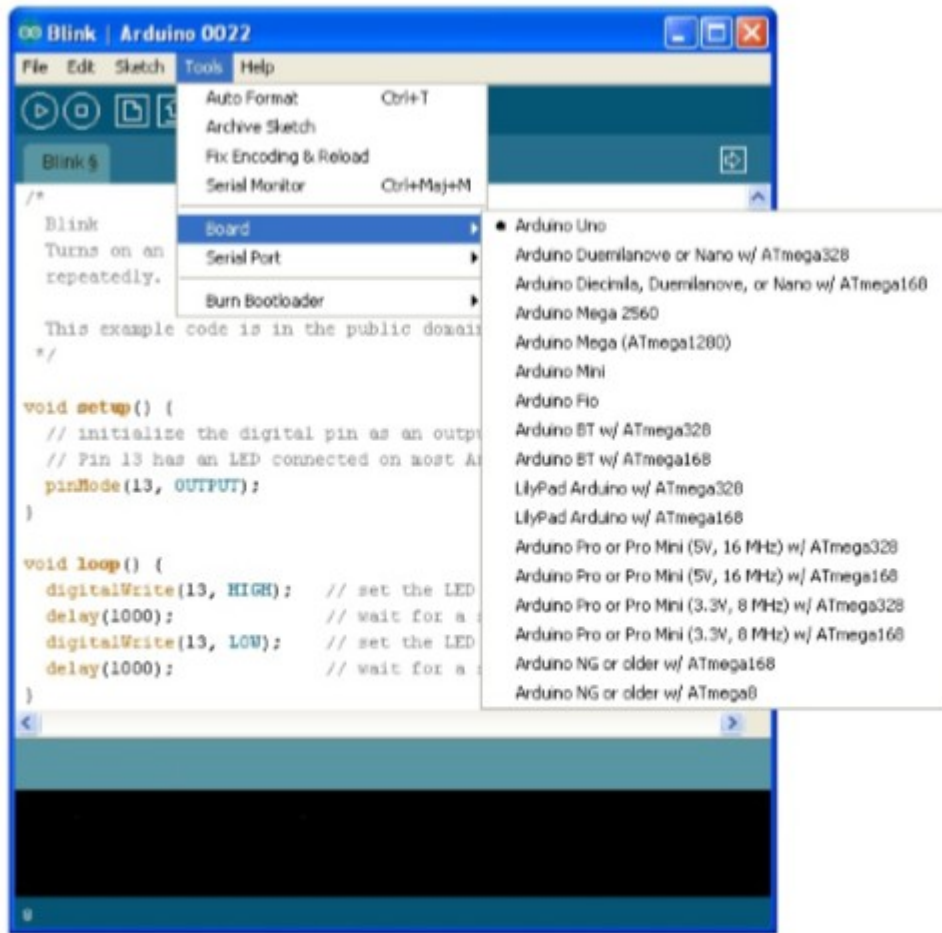 Blink | Arduino 0022
File Edit Sketch Tools Help
Auto Format Ctrl+T
Archive Sketch
Fix Encoding & Reload
Serial Monitor Ctrl+Maj+M
Board
Serial Port
Burn Bootloader
Arduino Uno
Arduino Duemilanove or Nano w/ ATmega328
Arduino Diecimila, Duemilanove, or Nano w/ ATmega168
Arduino Mega 2560
Arduino Mega (ATmega1280)
Arduino Mini
Arduino Fio
Arduino BT w/ ATmega328
Arduino BT w/ ATmega168
LilyPad Arduino w/ ATmega328
LilyPad Arduino w/ ATmega168
Arduino Pro or Pro Mini (5V, 16 MHz) w/ ATmega328
Arduino Pro or Pro Mini (5V, 16 MHz) w/ ATmega168
Arduino Pro or Pro Mini (3.3V, 8 MHz) w/ ATmega328
Arduino Pro or Pro Mini (3.3V, 8 MHz) w/ ATmega168
Arduino NG or older w/ ATmega168
Arduino NG or older w/ ATmega8
Blink §
/*
Blink
Turns on an
repeatedly.
This example code is in the public domain
*/
void setup() {
// initialize the digital pin as an outpu
// Pin 13 has an LED connected on most A
pinMode(13, OUTPUT);
}
void loop() {
digitalWrite(13, HIGH); // set the LED
delay(1000); // wait for a
digitalWrite(13, LOW); // set the LED
delay(1000); // wait for a
}